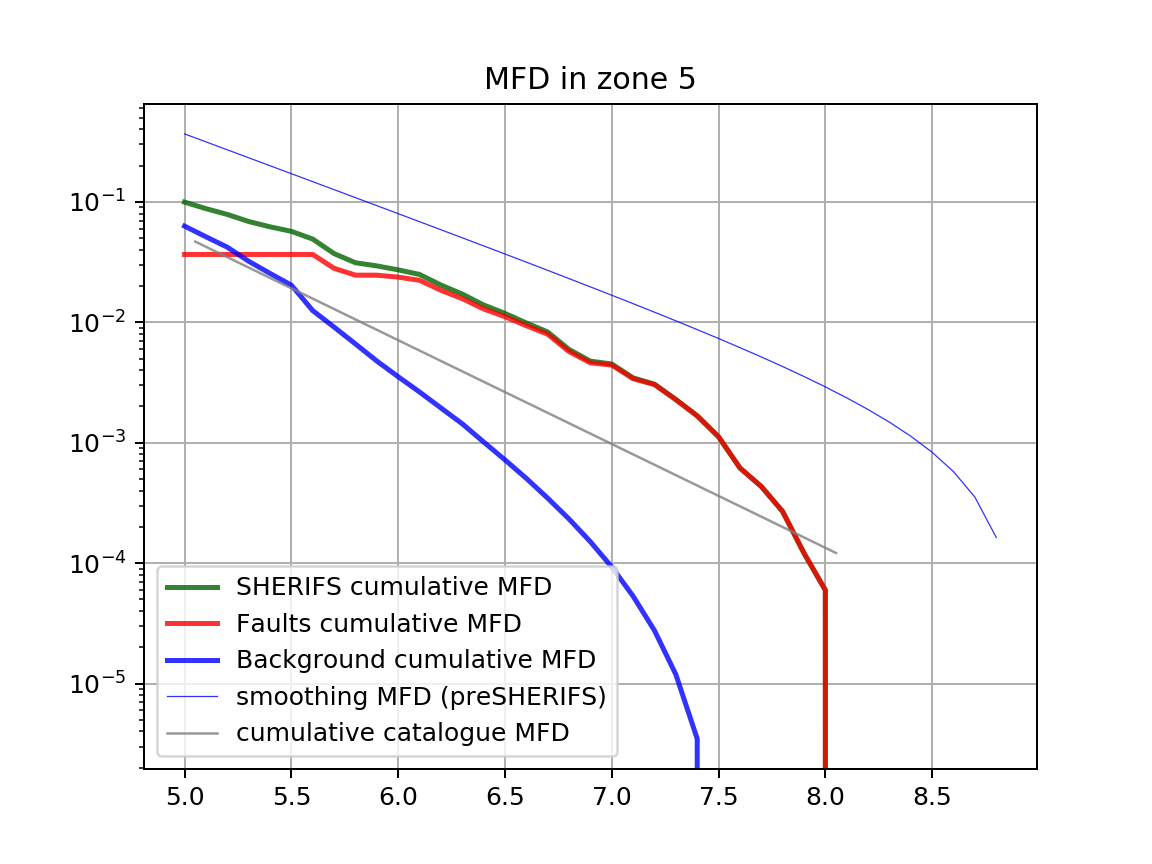 MFD in zone 5
10⁻¹
10⁻²
10⁻³
10⁻⁴
10⁻⁵
SHERIFS cumulative MFD
Faults cumulative MFD
Background cumulative MFD
smoothing MFD (preSHERIFS)
cumulative catalogue MFD
5.0 5.5 6.0 6.5 7.0 7.5 8.0 8.5